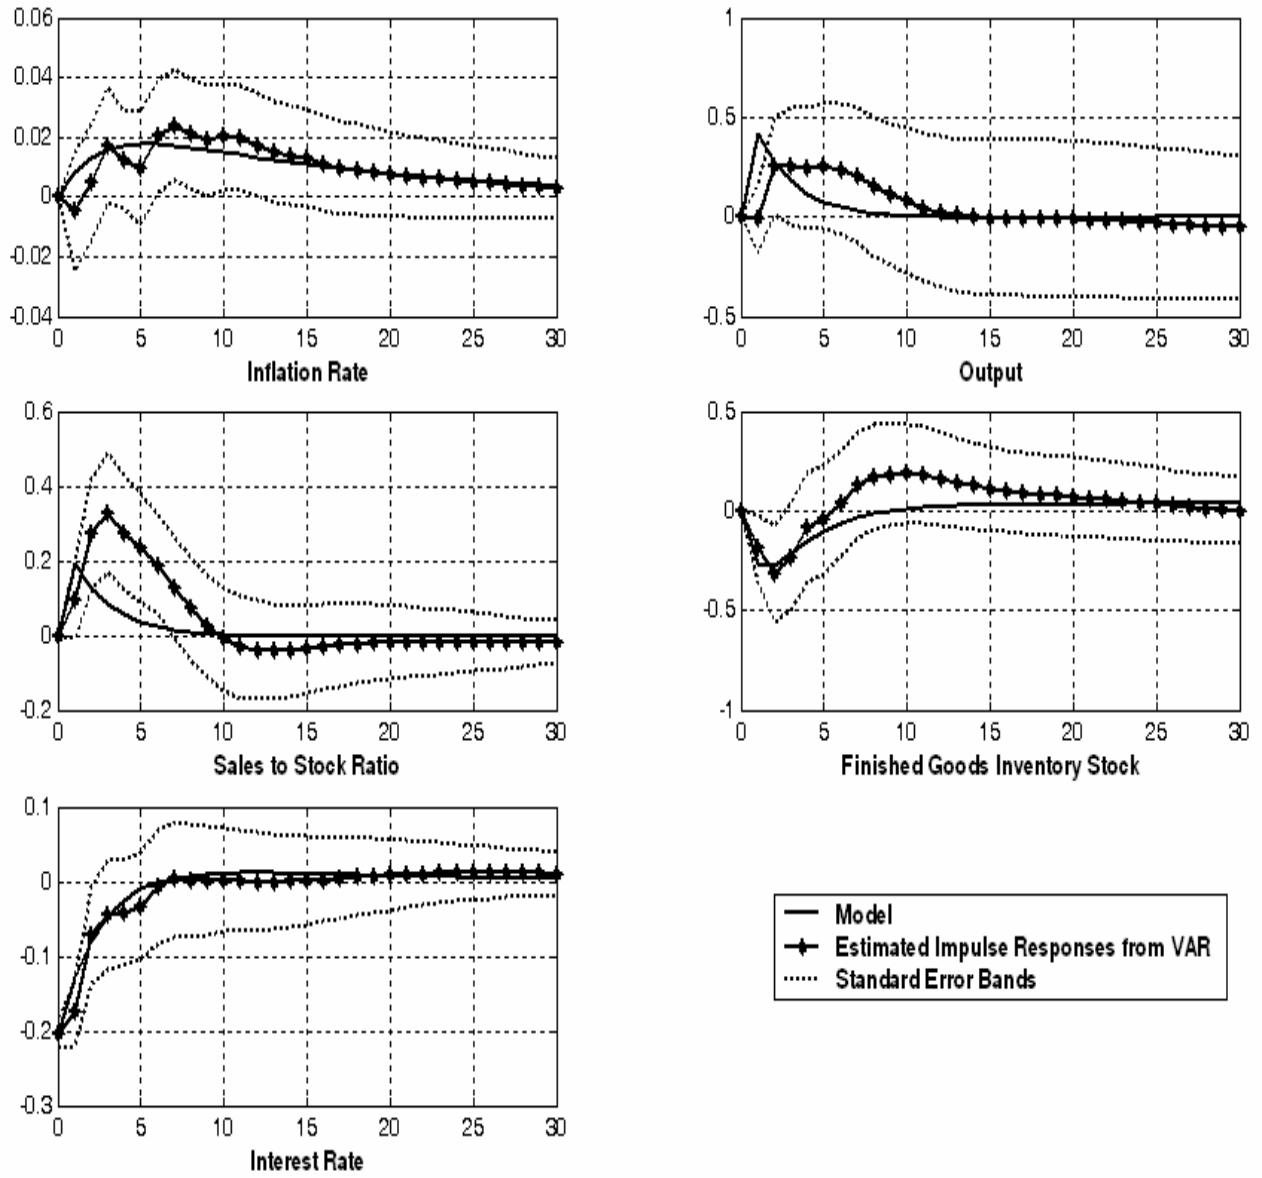 0.06
0.04
0.02
0
-0.02
-0.04
0 5 10 15 20 25 30
Inflation Rate
1
0.5
0
-0.5
0 5 10 15 20 25 30
Output
0.6
0.4
0.2
0
-0.2
0 5 10 15 20 25 30
Sales to Stock Ratio
0.5
0
-0.5
-1
0 5 10 15 20 25 30
Finished Goods Inventory Stock
0.1
0
-0.1
-0.2
-0.3
0 5 10 15 20 25 30
Interest Rate
Model
Estimated Impulse Responses from VAR
Standard Error Bands